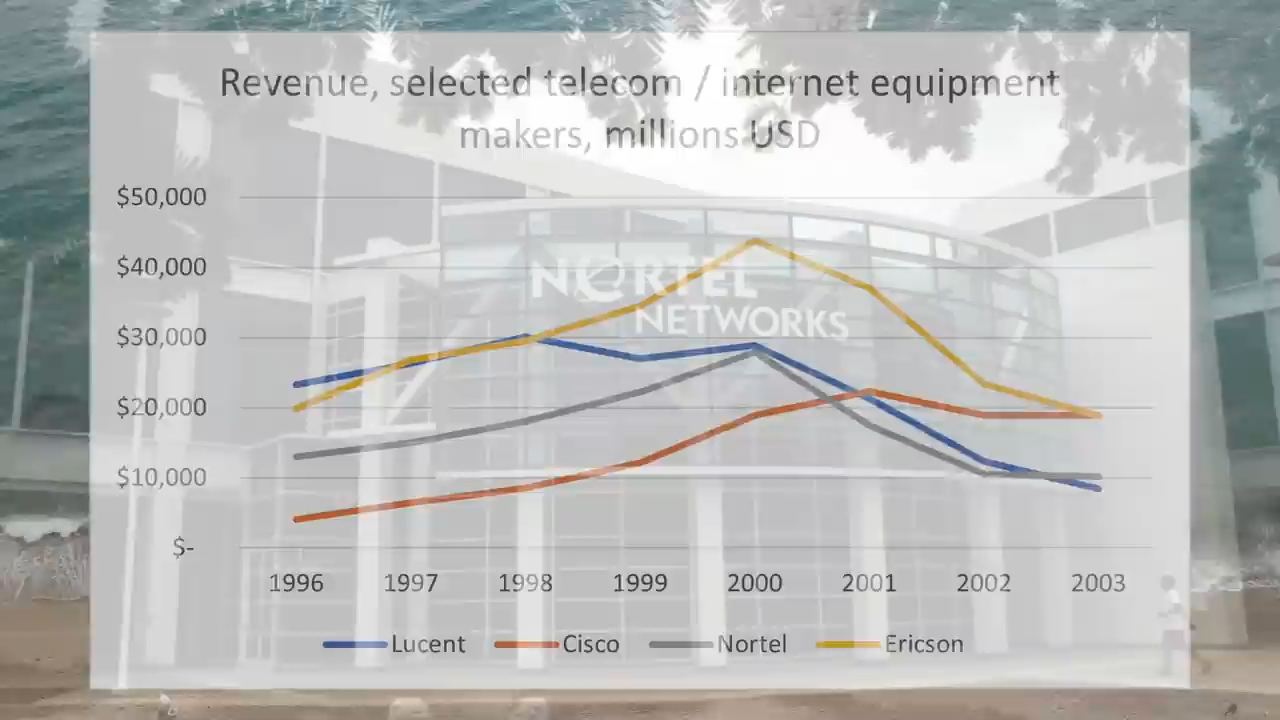 Revenue, selected telecom / internet equipment
makers, millions USD
$50,000
$40,000
$30,000
$20,000
$10,000
$-
NORTEL
NETWORKS
1996 1997 1998 1999 2000 2001 2002 2003
Lucent Cisco Nortel Ericson